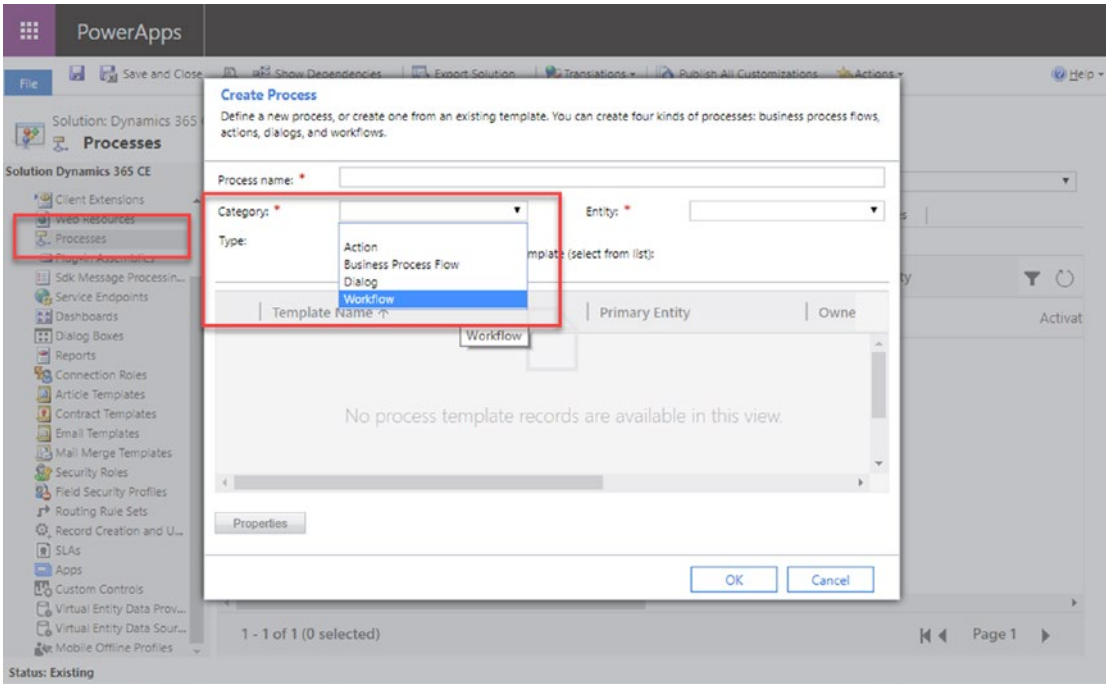 PowerApps
File
Save and Close
Show Dependencies
Export Solution
Translations
Publish All Customizations
Actions
Help
Solution: Dynamics 365
Processes
Solution Dynamics 365 CE
Client Extensions
Web Resources
Processes
Plug-in Assemblies
Sdk Message Processin...
Service Endpoints
Dashboards
Dialog Boxes
Reports
Connection Roles
Article Templates
Contract Templates
Email Templates
Mail Merge Templates
Security Roles
Field Security Profiles
Routing Rule Sets
Record Creation and U...
SLAs
Apps
Custom Controls
Virtual Entity Data Prov...
Virtual Entity Data Sour...
Mobile Offline Profiles
Status: Existing
Create Process
Define a new process, or create one from an existing template. You can create four kinds of processes: business process flows,
actions, dialogs, and workflows.
Process name: *
Category: *
Entity: *
Type:
Action
Business Process Flow
Dialog
Workflow
mplate (select from list):
Template Name
Primary Entity
Owne
Workflow
No process template records are available in this view.
Properties
OK
Cancel
Activat
1 - 1 of 1 (0 selected)
Page 1